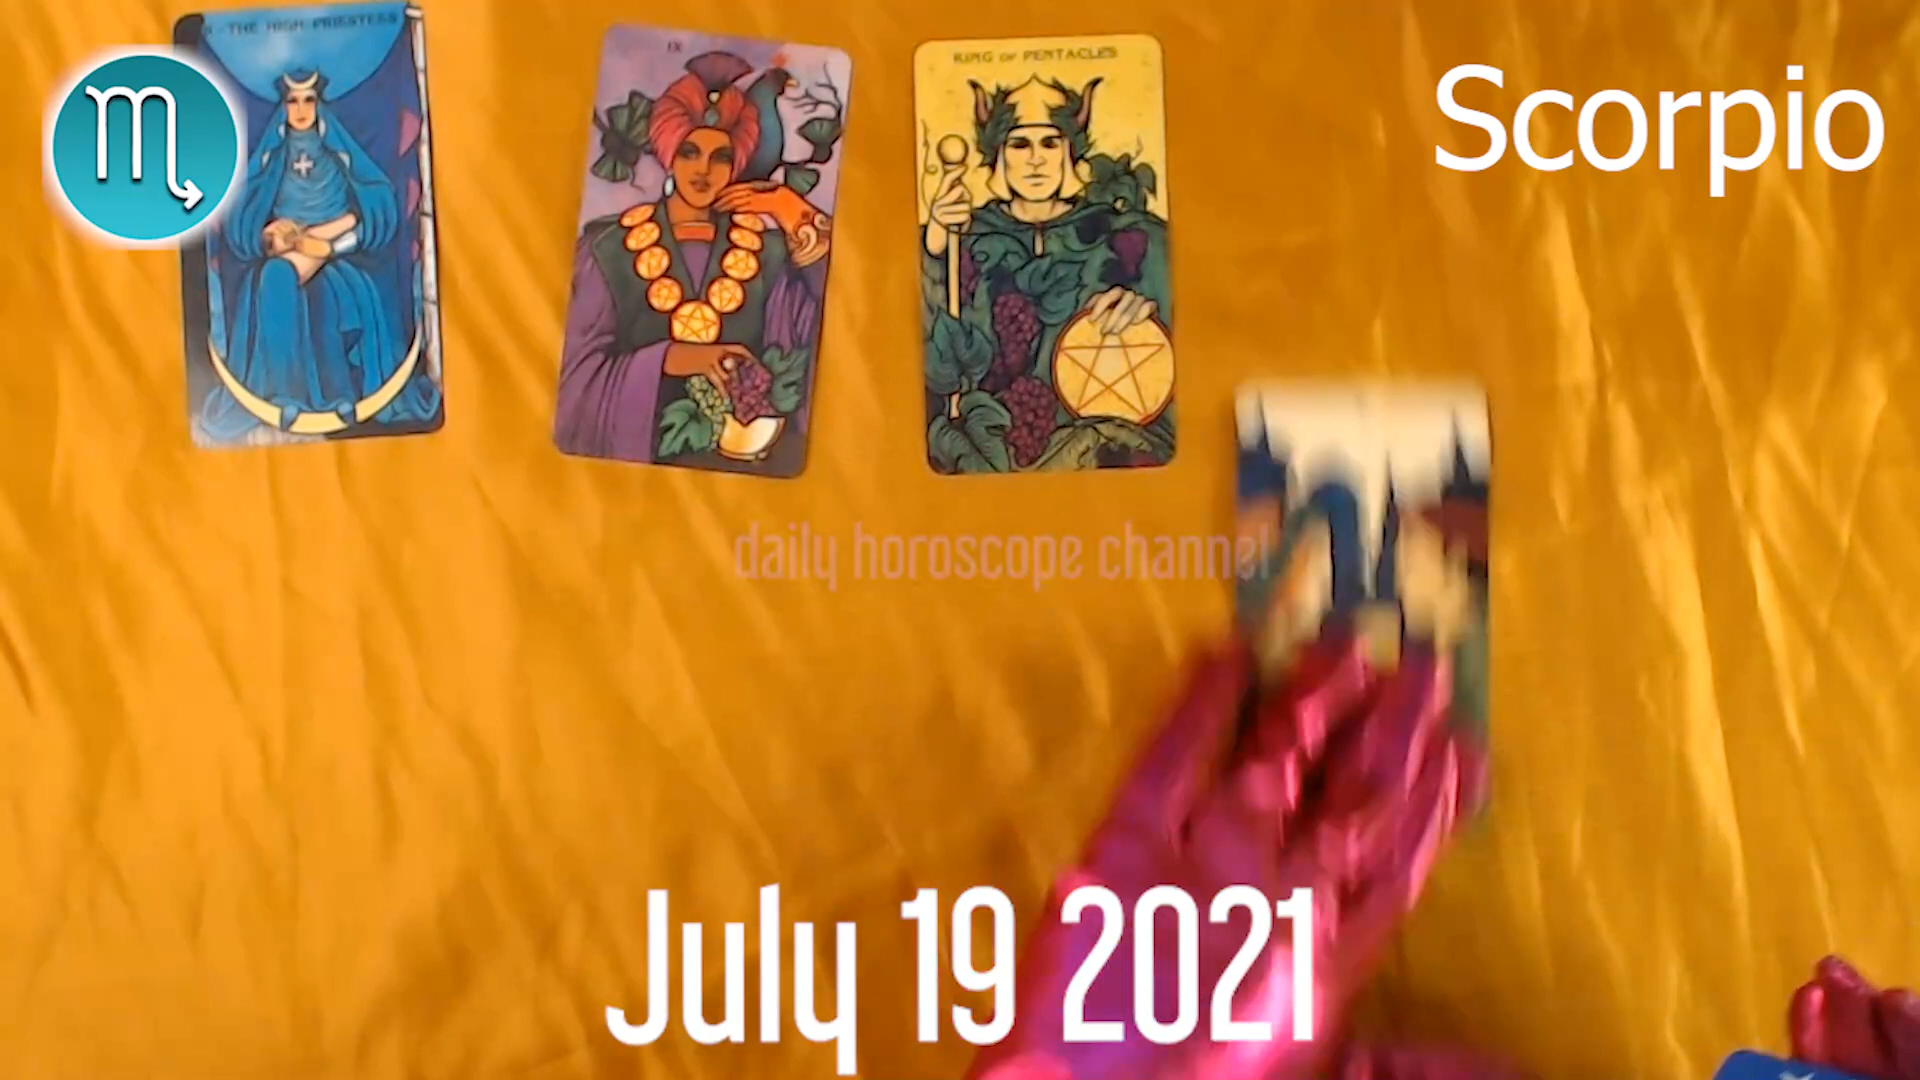 THE HIGH PRIESTESS
IX
KING OF PENTACLES
Scorpio
daily horoscope channel
July 19 2021